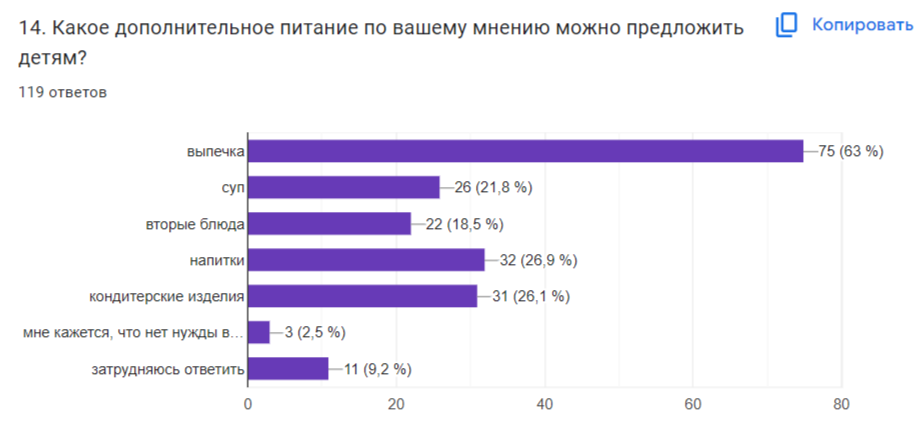 14. Какое дополнительное питание по вашему мнению можно предложить
детям?
Копировать
119 ответов
выпечка 75 (63 %)
суп 26 (21,8 %)
вторые блюда 22 (18,5 %)
напитки 32 (26,9 %)
кондитерские изделия 31 (26,1 %)
мне кажется, что нет нужды в... 3 (2,5 %)
затрудняюсь ответить 11 (9,2 %)
0 20 40 60 80